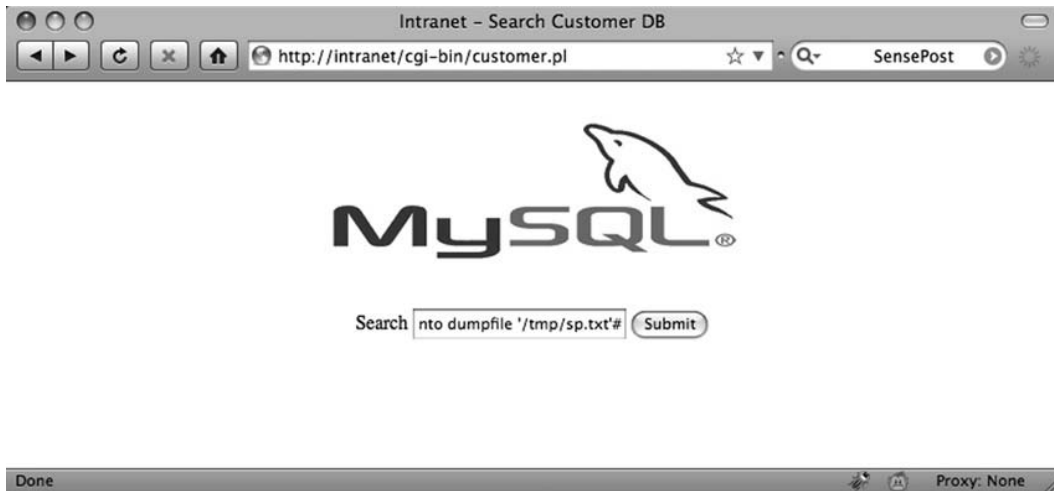 Intranet – Search Customer DB
http://intranet/cgi-bin/customer.pl
SensePost
MySQL®
Search nto dumpfile '/tmp/sp.txt'# Submit
Done Proxy: None